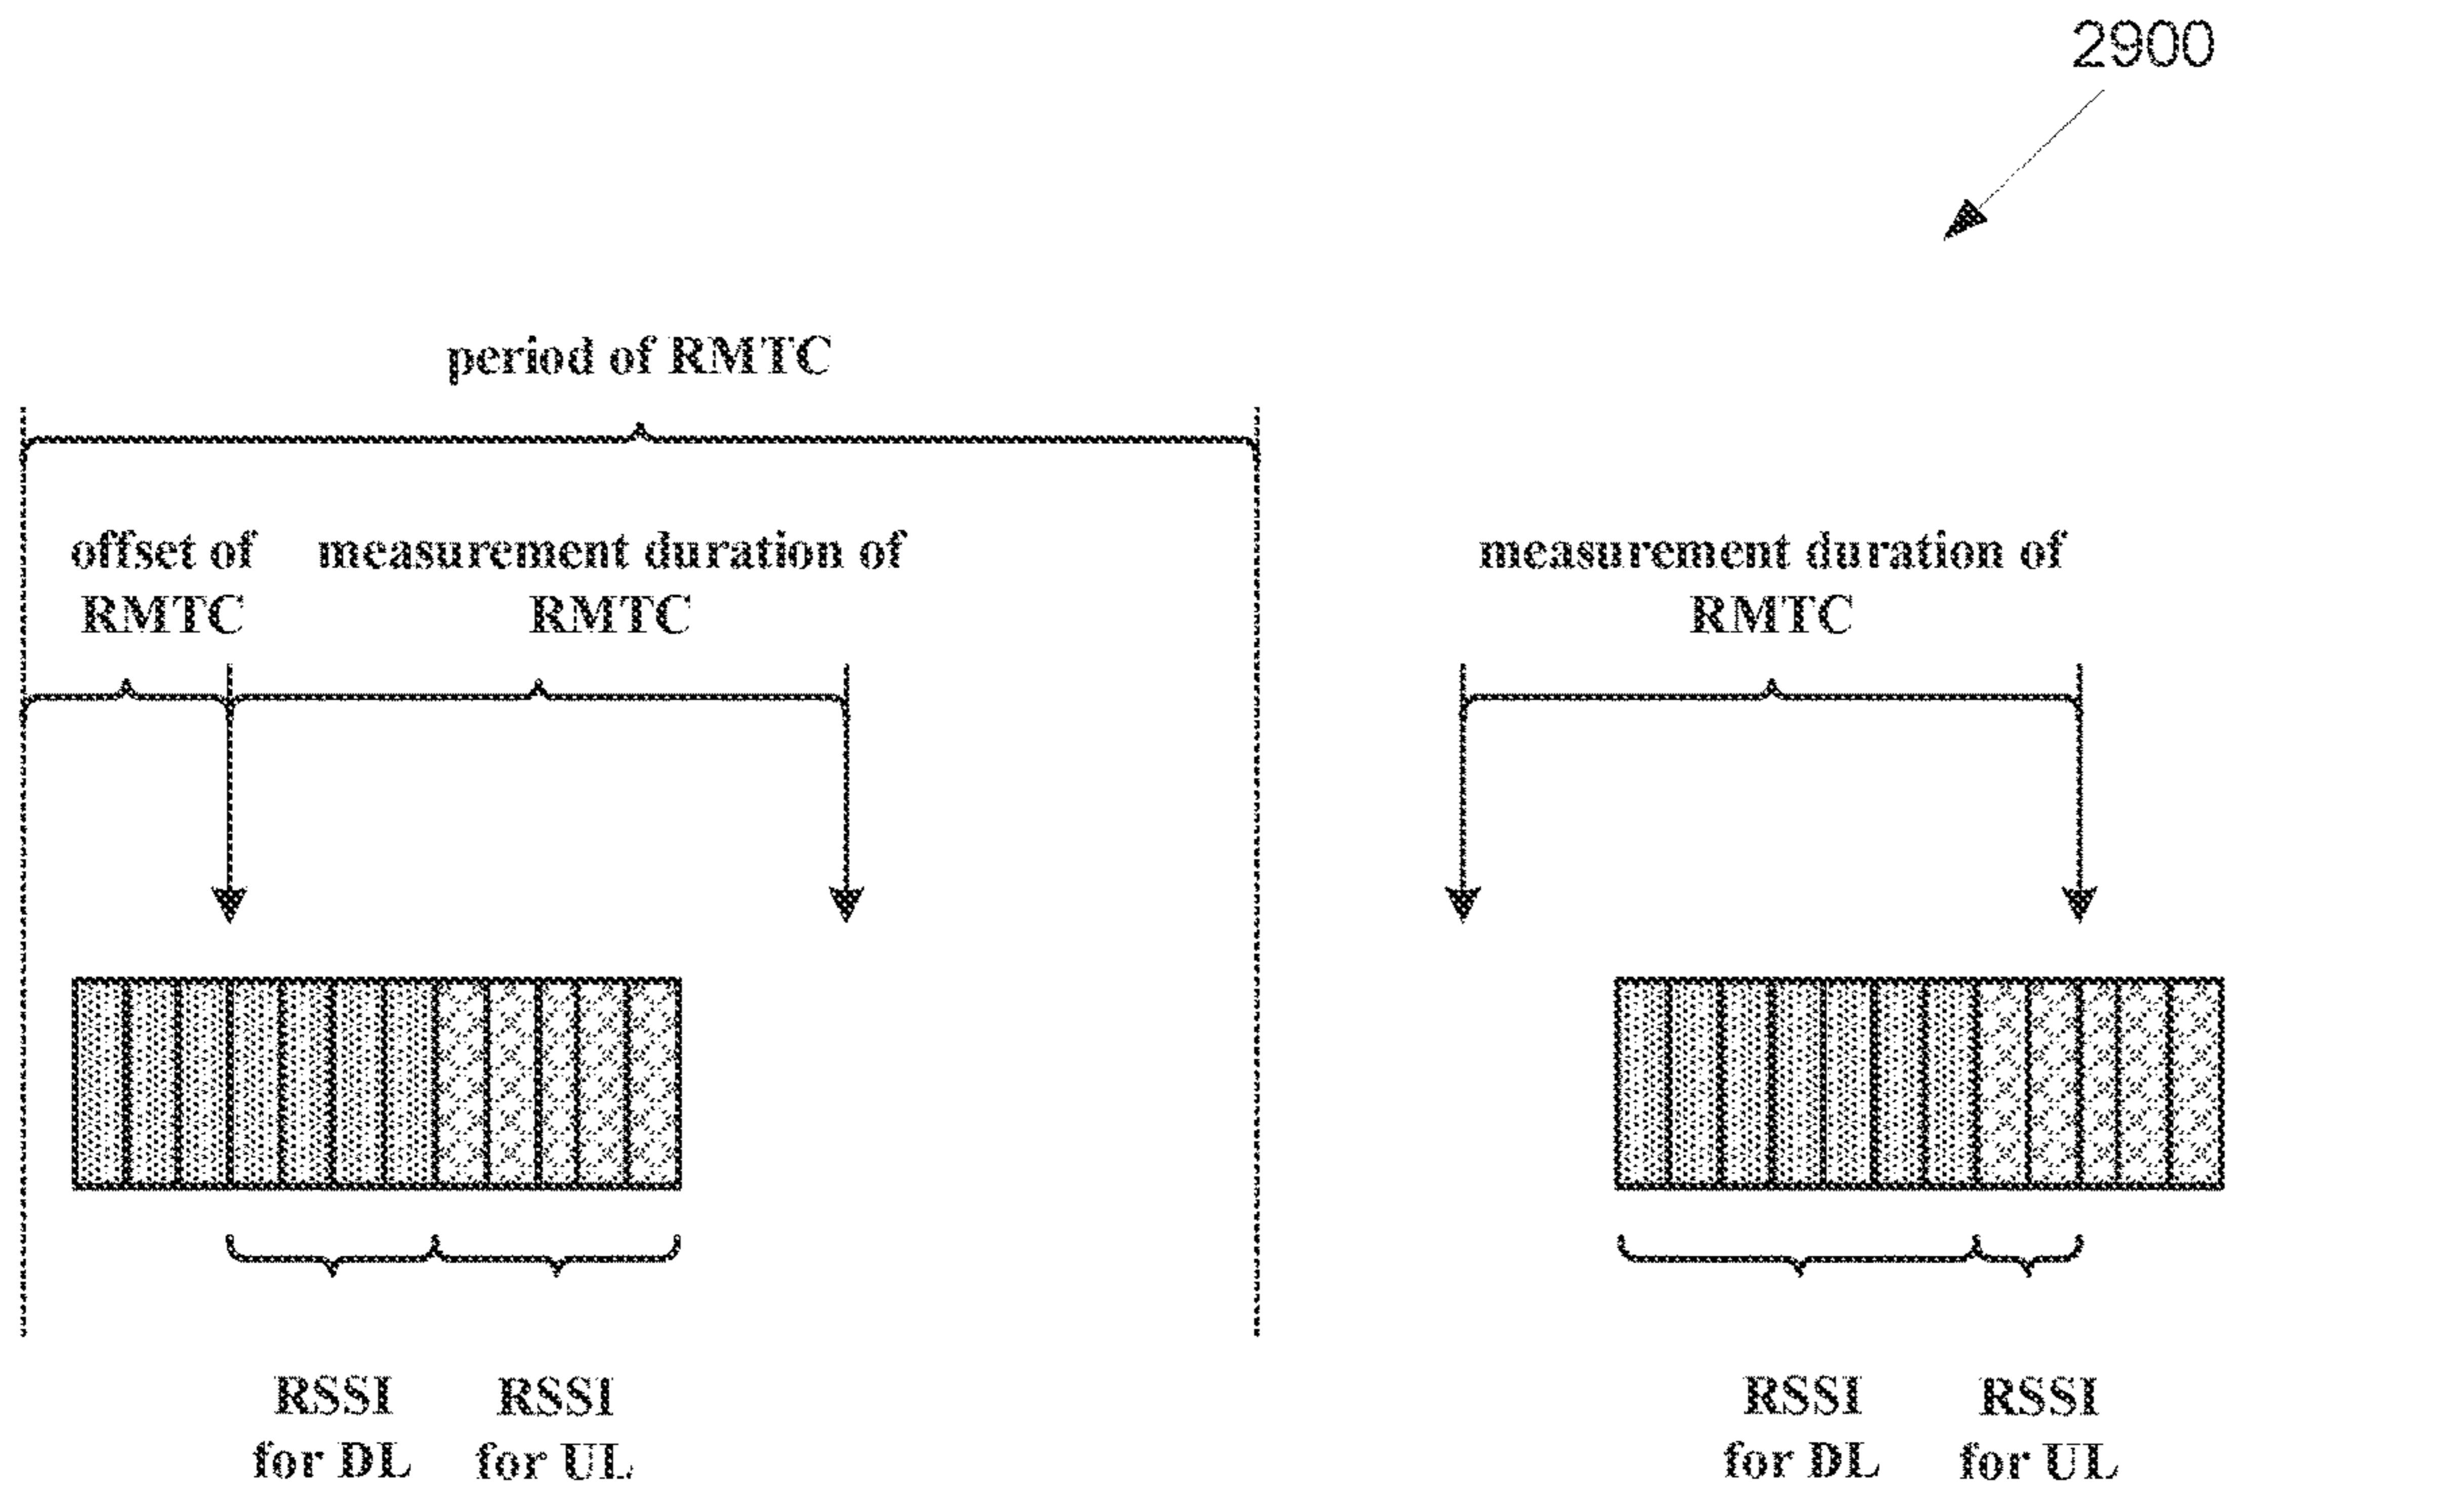 2900
period of RMTC
offset of
RMTC
measurement duration of
RMTC
measurement duration of
RMTC
RSSI
for DL
RSSI
for UL
RSSI
for DL
RSSI
for UL